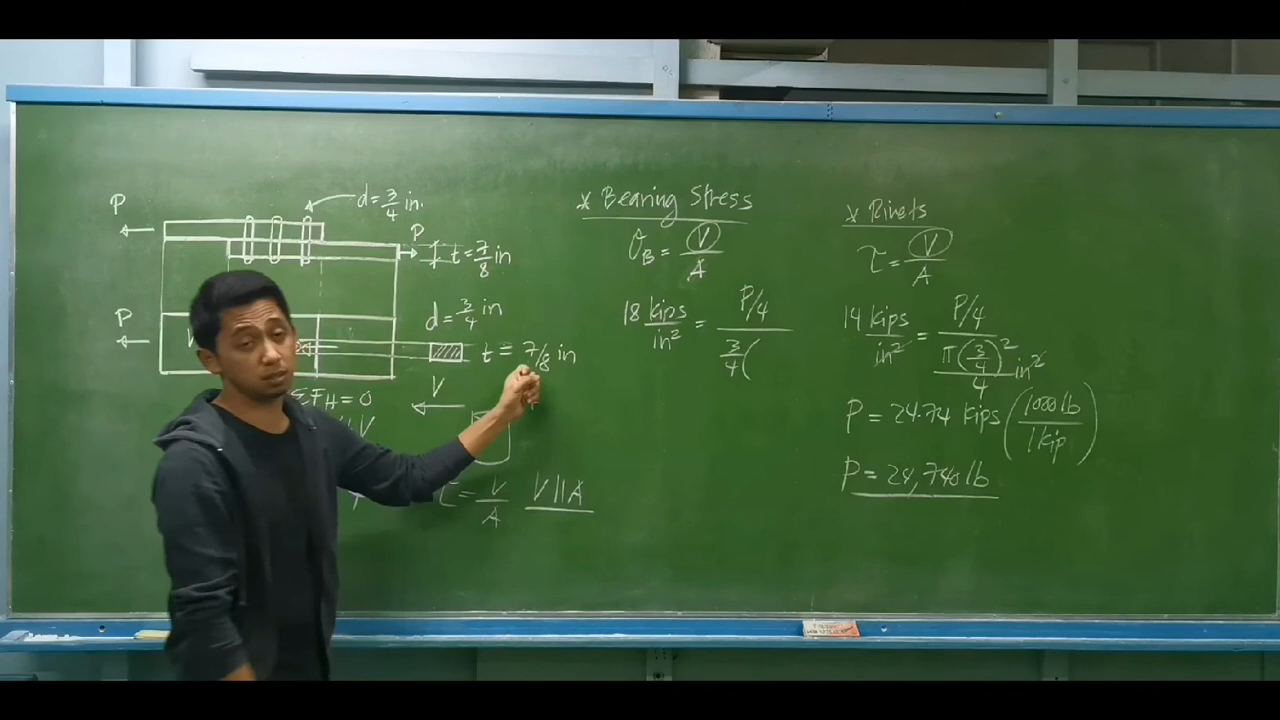 d = 3/4 in.
P
P
t = 7/8 in
P
d = 3/4 in
t = 7/8 in
ΣF_H = 0
V
V
τ = V/A V∥A
* Bearing Stress
σ_B = V/A
18 kips/in² = (P/4)/(3/4(
* Rivets
τ = V/A
14 kips/in² = (P/4)/(π(3/4)²/4 in²)
P = 24.74 kips (1000 lb/1 kip)
P = 24,740 lb